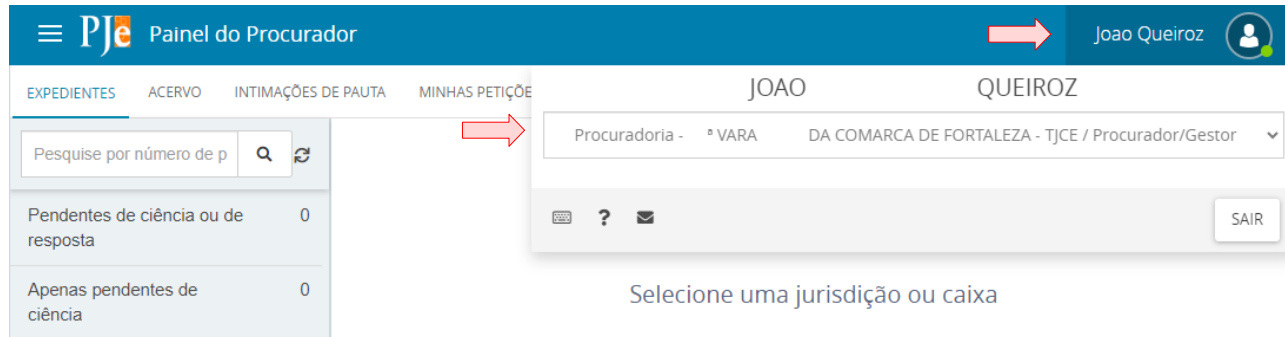 PJe Painel do Procurador
Joao Queiroz
EXPEDIENTES ACERVO INTIMAÇÕES DE PAUTA MINHAS PETIÇÕE
JOAO QUEIROZ
Procuradoria - ª VARA DA COMARCA DE FORTALEZA - TJCE / Procurador/Gestor
Pesquise por número de p
Pendentes de ciência ou de
resposta
0
? SAIR
Apenas pendentes de
ciência
0
Selecione uma jurisdição ou caixa